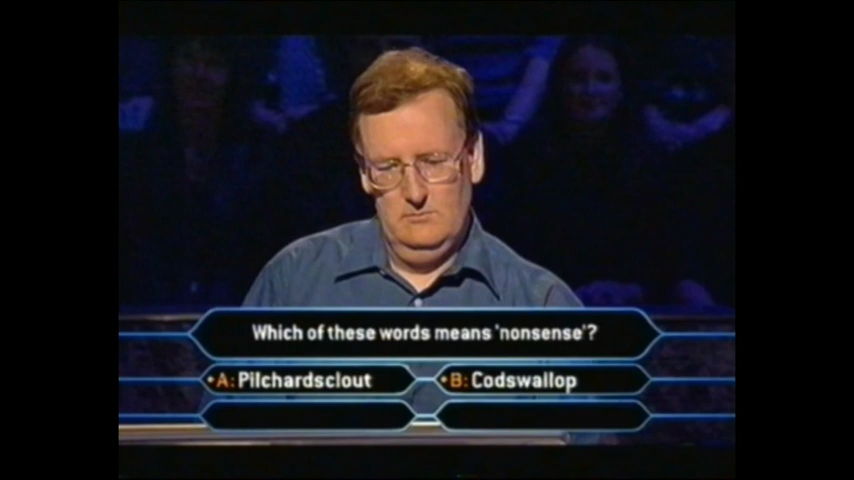 Which of these words means 'nonsense'?
A: Pilchardsclout
B: Codswallop